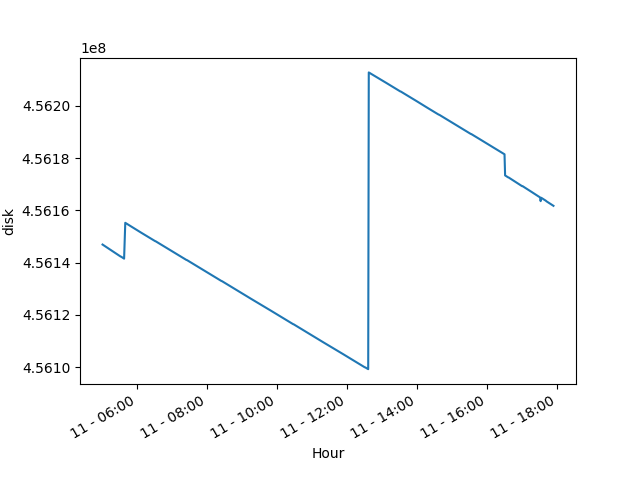 1e8
4.5620
4.5618
4.5616
4.5614
4.5612
4.5610
disk
11 - 06:00
11 - 08:00
11 - 10:00
11 - 12:00
11 - 14:00
11 - 16:00
11 - 18:00
Hour